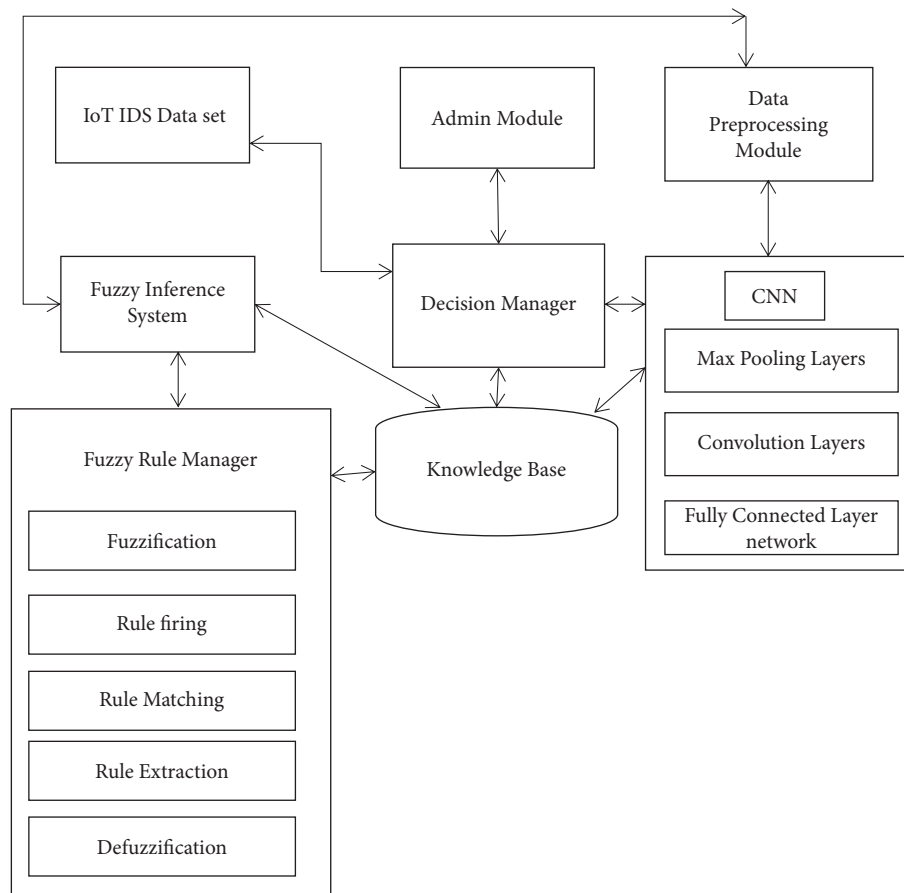 IoT IDS Data set
Admin Module
Data
Preprocessing
Module
Fuzzy Inference
System
Decision Manager
CNN
Max Pooling Layers
Convolution Layers
Fully Connected Layer
network
Knowledge Base
Fuzzy Rule Manager
Fuzzification
Rule firing
Rule Matching
Rule Extraction
Defuzzification